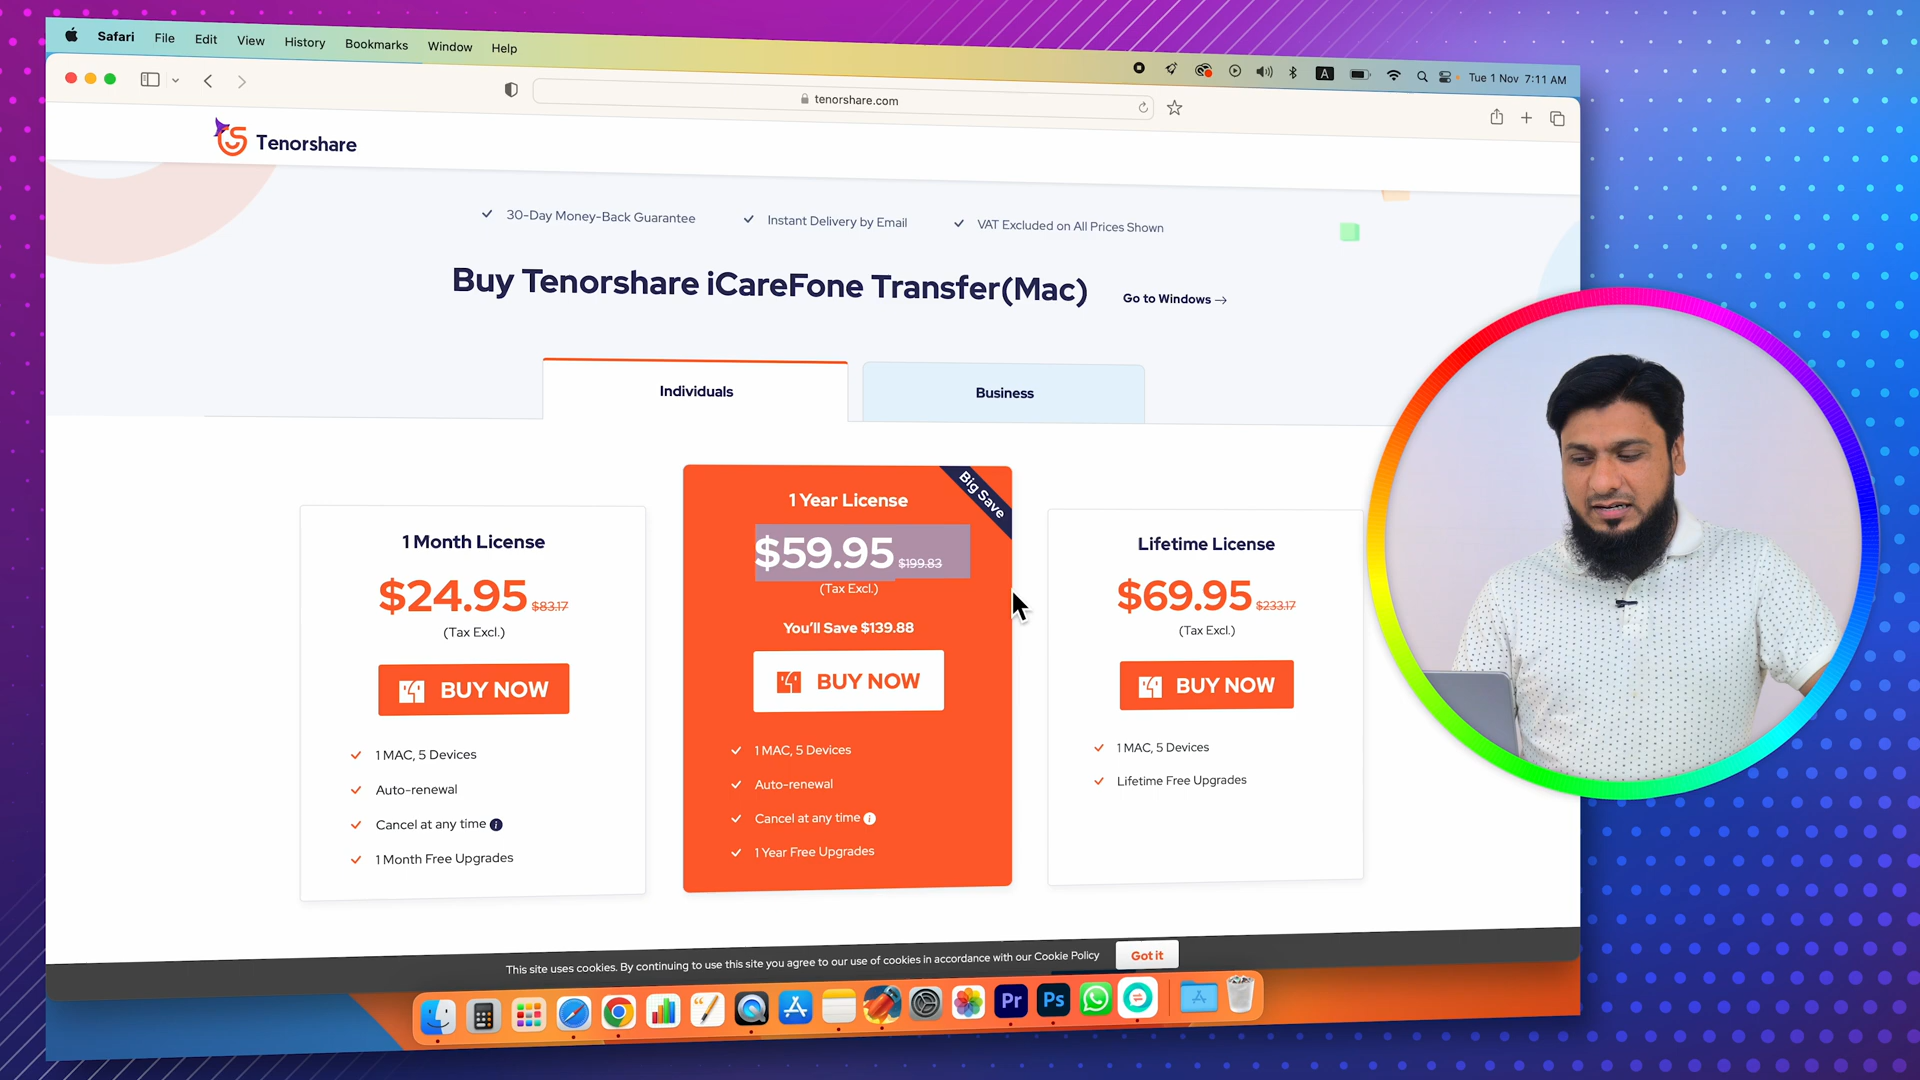 Safari File Edit View History Bookmarks Window Help
A
Tue 1 Nov 7:11 AM
tenorshare.com
Tenorshare
30-Day Money-Back Guarantee
Instant Delivery by Email
VAT Excluded on All Prices Shown
Buy Tenorshare iCareFone Transfer(Mac)
Go to Windows →
Individuals
Business
1 Month License
$24.95 $83.17
(Tax Excl.)
BUY NOW
1 MAC, 5 Devices
Auto-renewal
Cancel at any time i
1 Month Free Upgrades
Big Save
1 Year License
$59.95 $199.83
(Tax Excl.)
You'll Save $139.88
BUY NOW
1 MAC, 5 Devices
Auto-renewal
Cancel at any time i
1 Year Free Upgrades
Lifetime License
$69.95 $233.17
(Tax Excl.)
BUY NOW
1 MAC, 5 Devices
Lifetime Free Upgrades
This site uses cookies. By continuing to use this site you agree to our use of cookies in accordance with our Cookie Policy
Got it
Pr
Ps